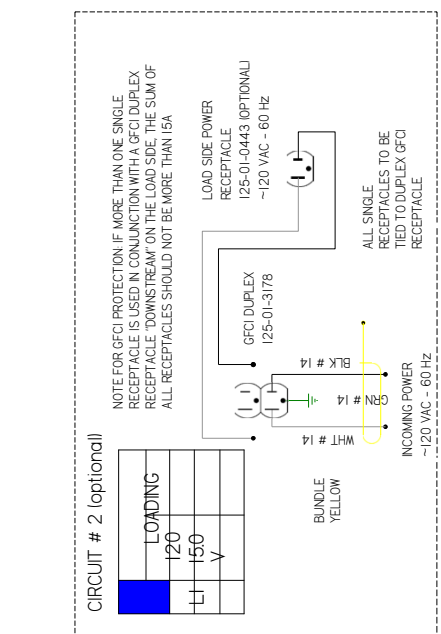 CIRCUIT # 2 (optional)
LOADING
120
L1
15.0
V
NOTE FOR GFCI PROTECTION: IF MORE THAN ONE SINGLE
RECEPTACLE IS USED IN CONJUNCTION WITH A GFCI DUPLEX
RECEPTACLE "DOWNSTREAM" ON THE LOAD SIDE, THE SUM OF
ALL RECEPTACLES SHOULD NOT BE MORE THAN 15A
LOAD SIDE POWER
RECEPTACLE
125-01-0443 (OPTIONAL)
~120 VAC - 60 Hz
GFCI DUPLEX
125-01-3178
ALL SINGLE
RECEPTACLES TO BE
TIED TO DUPLEX GFCI
RECEPTACLE
WHT # 14
GRN # 14
BLK # 14
BUNDLE
YELLOW
INCOMING POWER
~120 VAC - 60 Hz